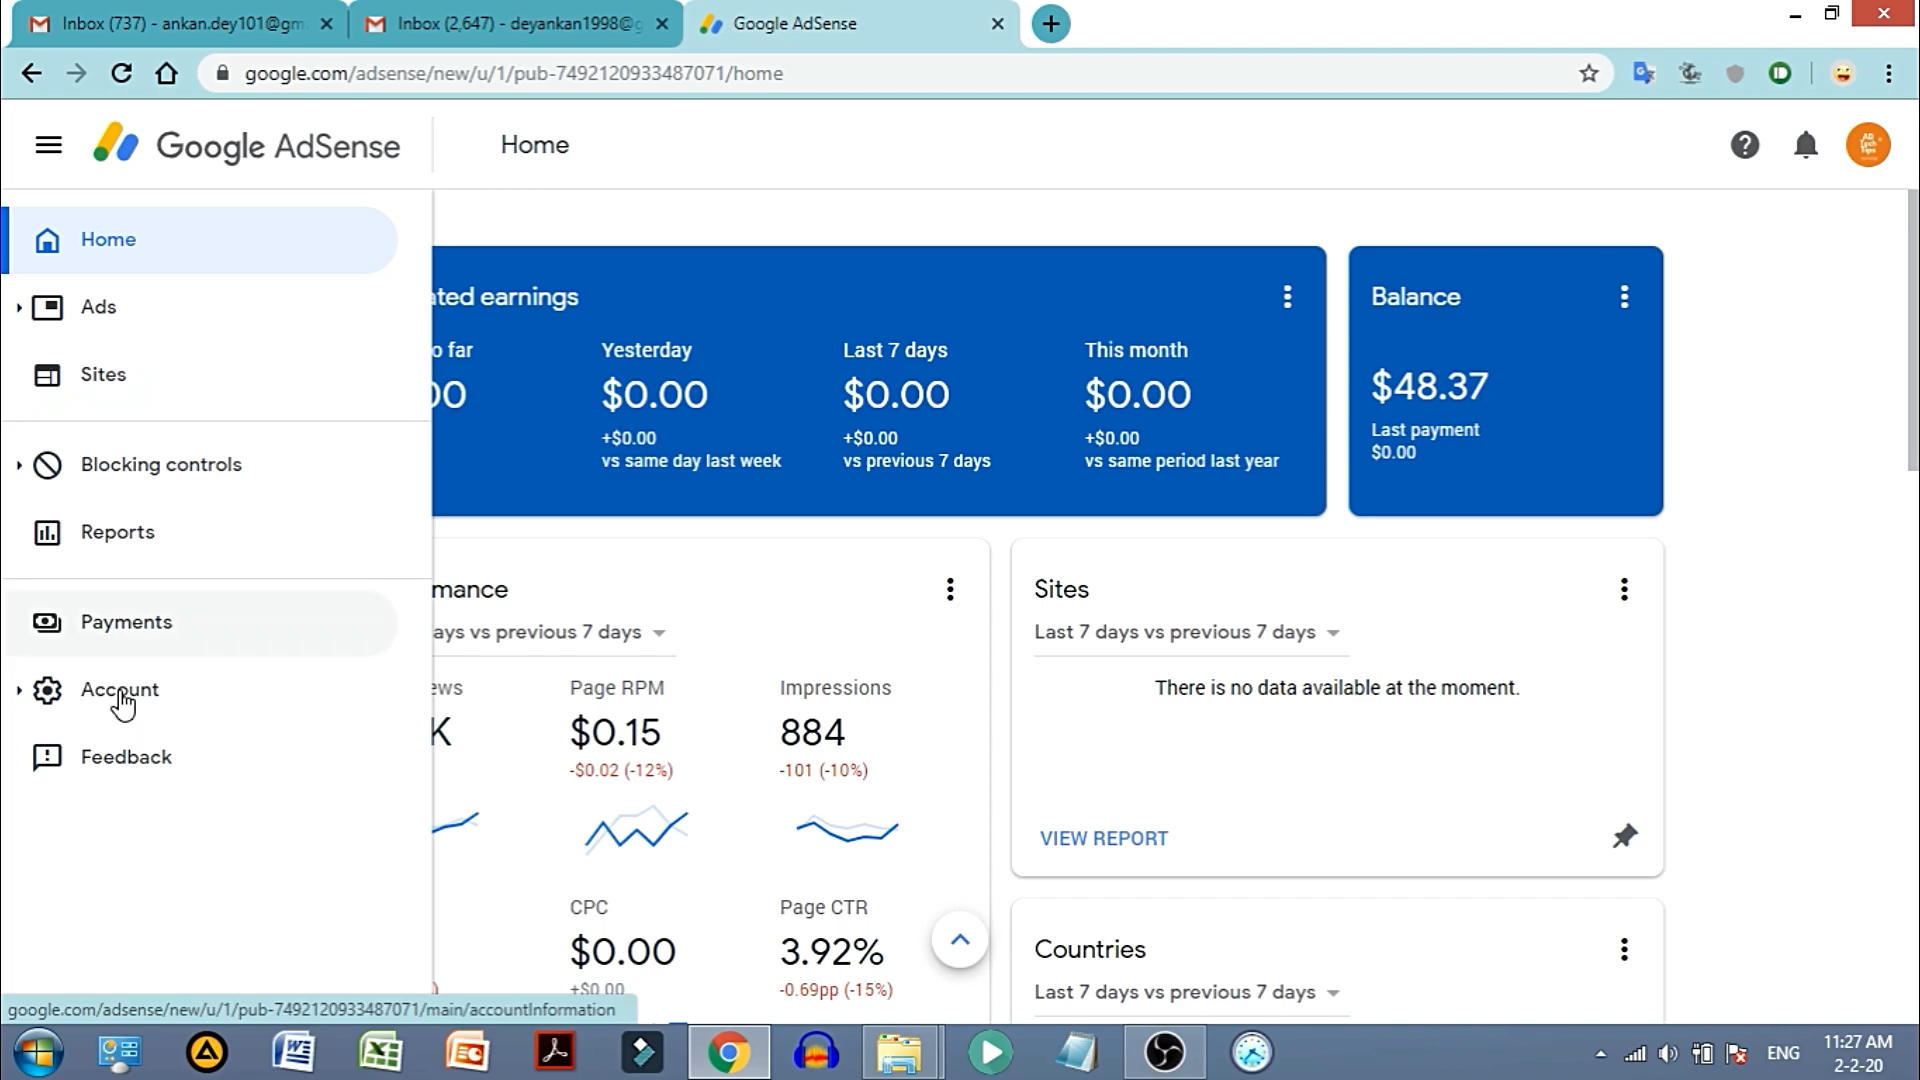 Inbox (737) - ankan.dey101@gm
Inbox (2,647) - deyankan1998@g
Google AdSense
google.com/adsense/new/u/1/pub-7492120933487071/home
Google AdSense
Home
AD
Tech
Tips
Home
Ads
Sites
Blocking controls
Reports
Payments
Account
Feedback
ated earnings
o far
00
Yesterday
$0.00
+$0.00
vs same day last week
Last 7 days
$0.00
+$0.00
vs previous 7 days
This month
$0.00
+$0.00
vs same period last year
Balance
$48.37
Last payment
$0.00
mance
ays vs previous 7 days
ews
K
Page RPM
$0.15
-$0.02 (-12%)
Impressions
884
-101 (-10%)
CPC
$0.00
+$0.00
Page CTR
3.92%
-0.69pp (-15%)
Sites
Last 7 days vs previous 7 days
There is no data available at the moment.
VIEW REPORT
Countries
Last 7 days vs previous 7 days
google.com/adsense/new/u/1/pub-7492120933487071/main/accountInformation
ENG
11:27 AM
2-2-20